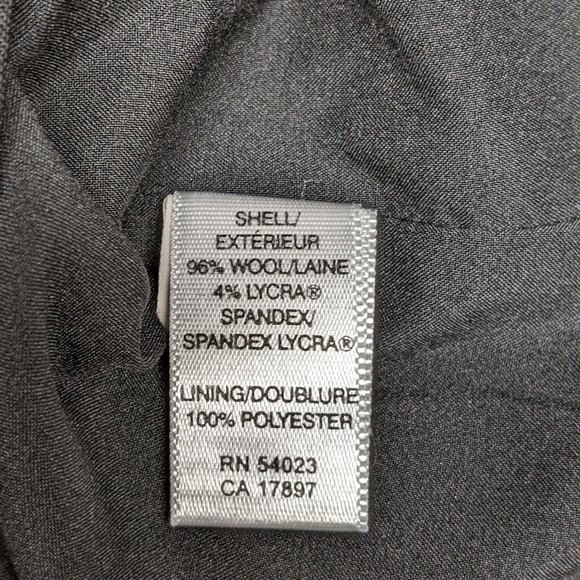 SHELL/
EXTÉRIEUR
96% WOOL/LAINE
4% LYCRA®
SPANDEX/
SPANDEX LYCRA®
LINING/DOUBLURE
100% POLYESTER
RN 54023
CA 17897